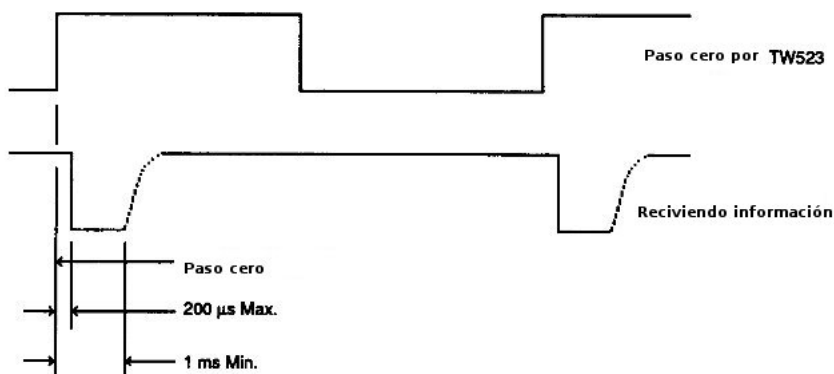 Paso cero por TW523
Reciviendo información
Paso cero
200 µs Max.
1 ms Min.